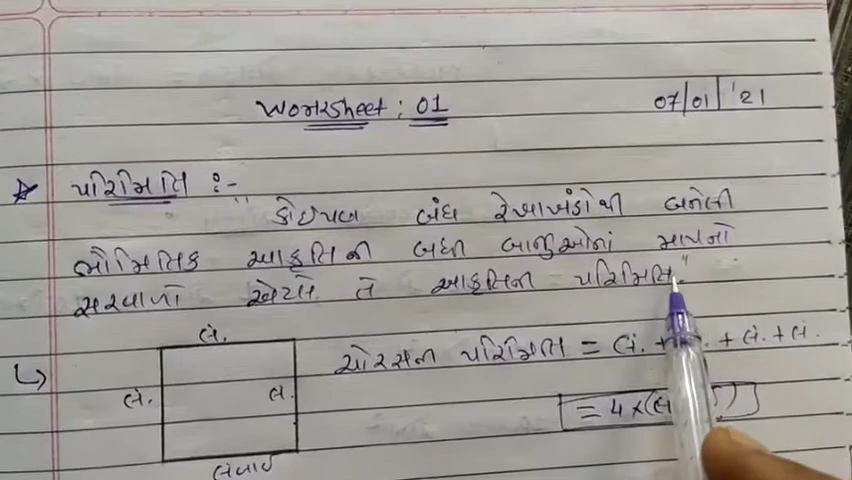 Worksheet : 01
07/01/'21
પરિમિતિ :-
"કોઈપણ બંધ રેખાખંડોથી બનેલી
ભૌમિતિક આકૃતિની બધી બાજુઓનાં માપનો
સરવાળો એટલે તે આકૃતિની પરિમિતિ"
લં.
ચોરસની પરિમિતિ = લં. + + લં. + લં.
લં. લં.
= 4 × (
લંબાઈ